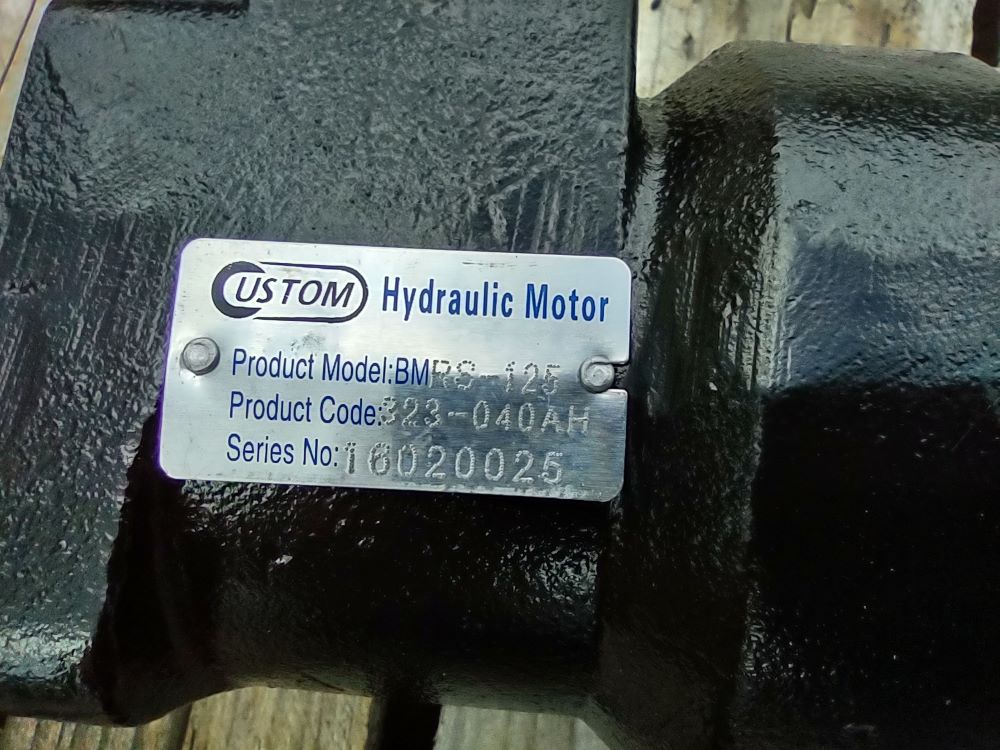 CUSTOM Hydraulic Motor
Product Model:BMRS-125
Product Code:323-040AH
Series No:16020025